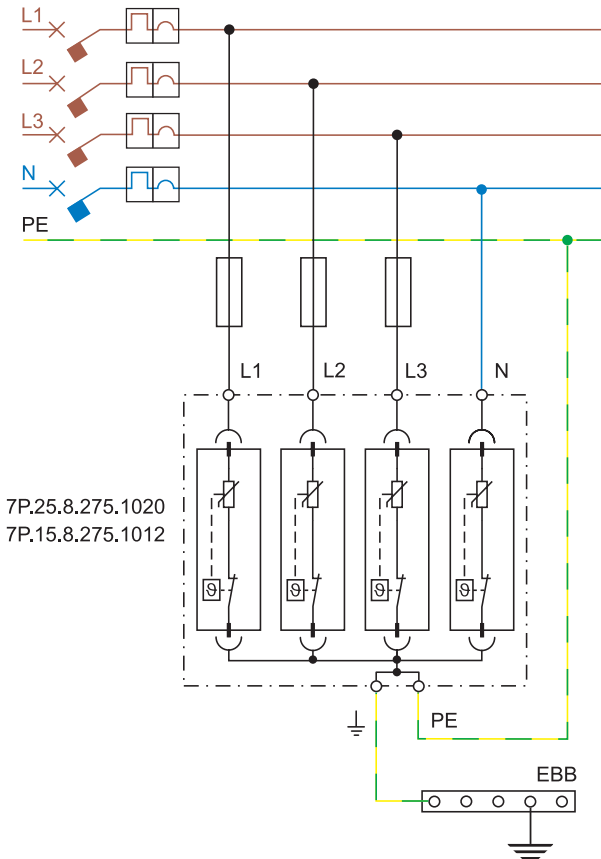 L1
L2
L3
N
PE
L1 L2 L3 N
7P.25.8.275.1020
7P.15.8.275.1012
ϑ ϑ ϑ ϑ
PE
EBB